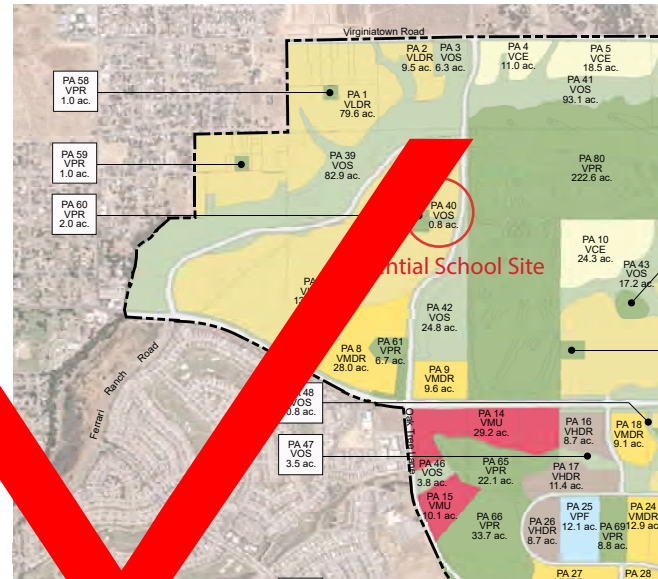 Virginiatown Road
PA 58
VPR
1.0 ac.
PA 59
VPR
1.0 ac.
PA 60
VPR
2.0 ac.
PA 1
VLDR
79.6 ac.
PA 2
VLDR
9.5 ac.
PA 3
VOS
6.3 ac.
PA 4
VCE
11.0 ac.
PA 5
VCE
18.5 ac.
PA 41
VOS
93.1 ac.
PA 39
VOS
82.9 ac.
PA 80
VPR
222.6 ac.
PA 40
VOS
0.8 ac.
School Site
PA 10
VCE
24.3 ac.
PA 43
VOS
17.2 ac.
PA 42
VOS
24.8 ac.
PA 8
VMDR
28.0 ac.
PA 61
VPR
6.7 ac.
PA 9
VMDR
9.6 ac.
Ferrari Ranch Road
48
VOS
0.8 ac.
PA 47
VOS
3.5 ac.
Oak Tree Lane
PA 14
VMU
29.2 ac.
PA 16
VHDR
8.7 ac.
PA 18
VMDR
9.1 ac.
PA 46
VOS
3.8 ac.
PA 65
VPR
22.1 ac.
PA 17
VHDR
11.4 ac.
PA 15
VMU
10.1 ac.
PA 66
VPR
33.7 ac.
PA 26
VHDR
8.7 ac.
PA 25
VPF
12.1 ac.
PA 69
VPR
8.8 ac.
PA 24
VMDR
12.9 ac.
PA 27
PA 28